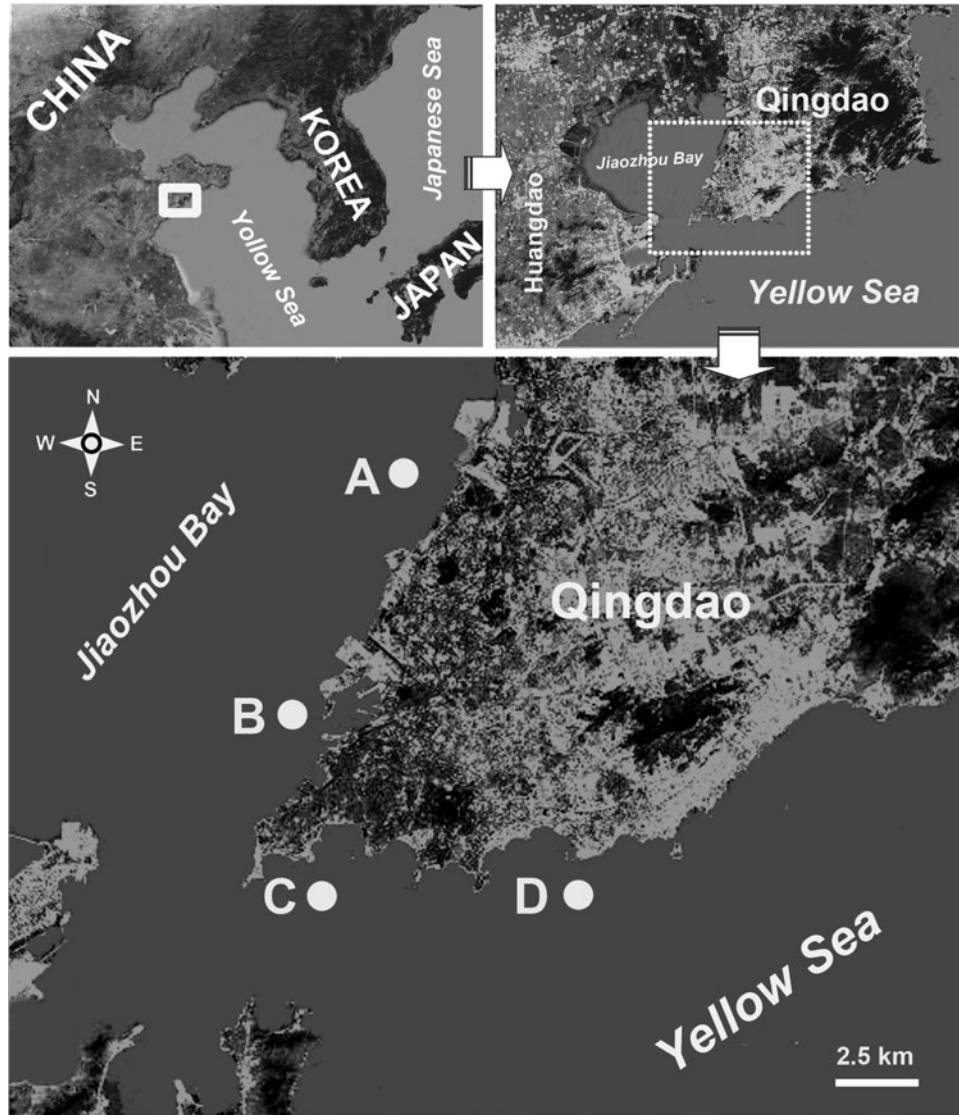 CHINA
KOREA
Japanese Sea
Yollow Sea
JAPAN
Qingdao
Jiaozhou Bay
Huangdao
Yellow Sea
N
W E
S
A
Jiaozhou Bay
Qingdao
B
C
D
Yellow Sea
2.5 km